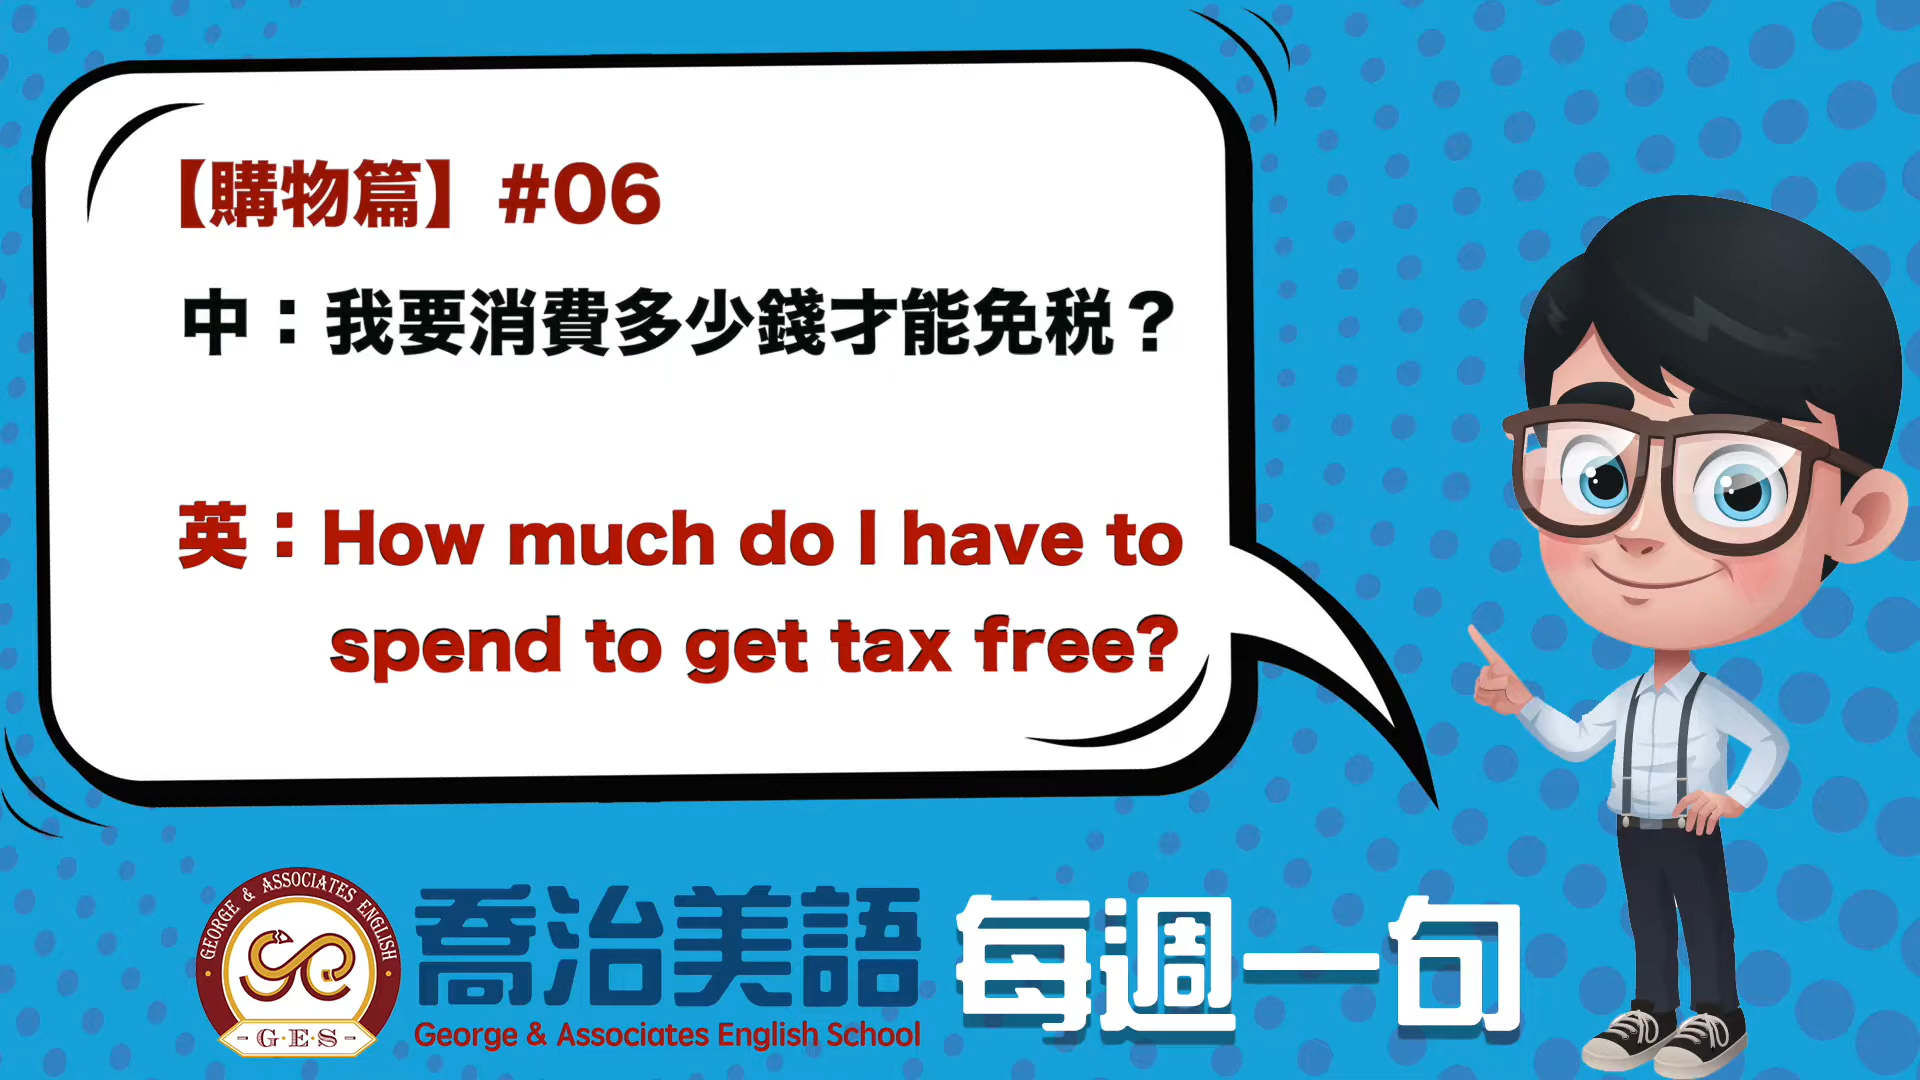 【購物篇】#06
中：我要消費多少錢才能免税？
英：How much do I have to
spend to get tax free?
GEORGE & ASSOCIATES ENGLISH
- G·E·S -
喬治美語
George & Associates English School
每週一句